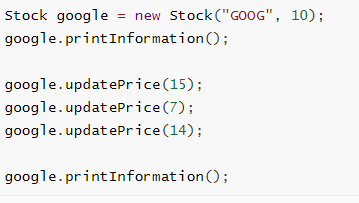 Stock google = new Stock("GOOG", 10);
google.printInformation();
google.updatePrice(15);
google.updatePrice(7);
google.updatePrice(14);
google.printInformation();